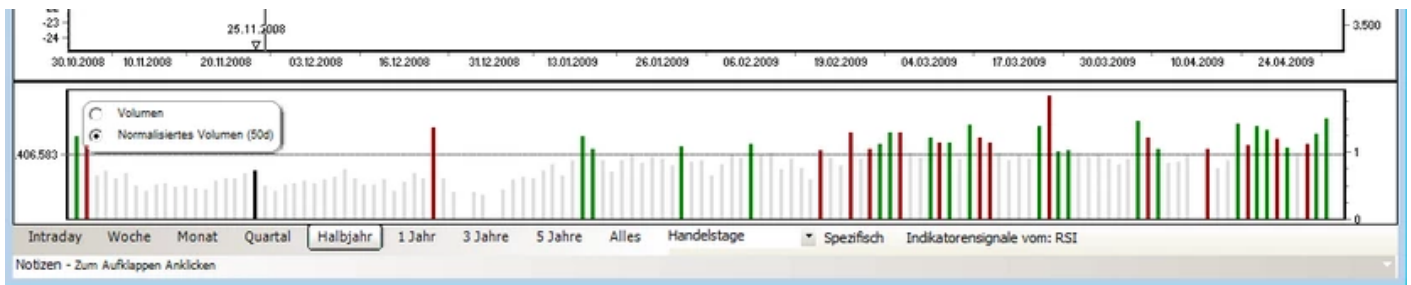 -23
-24
25.11.2008
3.500
30.10.2008 10.11.2008 20.11.2008 03.12.2008 16.12.2008 31.12.2008 13.01.2009 26.01.2009 06.02.2009 19.02.2009 04.03.2009 17.03.2009 30.03.2009 10.04.2009 24.04.2009
Volumen
Normalisiertes Volumen (50d)
.406.583
1
0
Intraday Woche Monat Quartal Halbjahr 1 Jahr 3 Jahre 5 Jahre Alles Handelstage Spezifisch Indikatorensignale vom: RSI
Notizen - Zum Aufklappen Anklicken